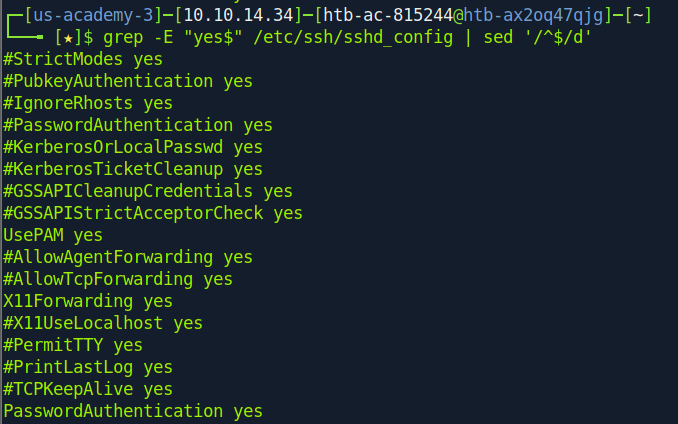 ┌─[us-academy-3]─[10.10.14.34]─[htb-ac-815244@htb-ax2oq47qjg]─[~]
└──╼ [★]$ grep -E "yes$" /etc/ssh/sshd_config | sed '/^$/d'
#StrictModes yes
#PubkeyAuthentication yes
#IgnoreRhosts yes
#PasswordAuthentication yes
#KerberosOrLocalPasswd yes
#KerberosTicketCleanup yes
#GSSAPICleanupCredentials yes
#GSSAPIStrictAcceptorCheck yes
UsePAM yes
#AllowAgentForwarding yes
#AllowTcpForwarding yes
X11Forwarding yes
#X11UseLocalhost yes
#PermitTTY yes
#PrintLastLog yes
#TCPKeepAlive yes
PasswordAuthentication yes